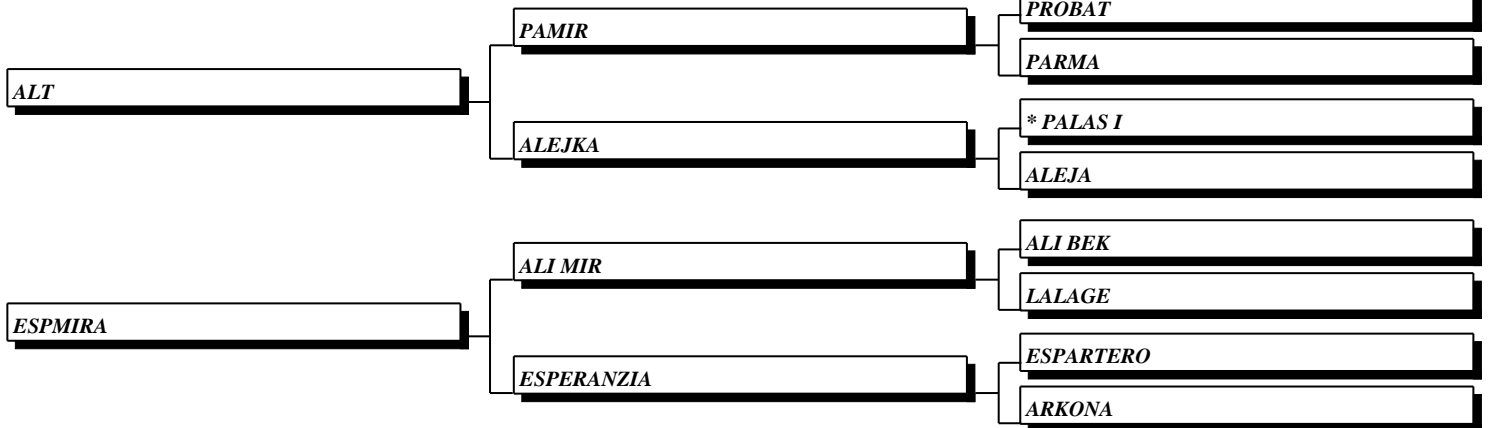 PROBAT
PAMIR
PARMA
ALT
* PALAS I
ALEJKA
ALEJA
ALI BEK
ALI MIR
LALAGE
ESPMIRA
ESPARTERO
ESPERANZIA
ARKONA